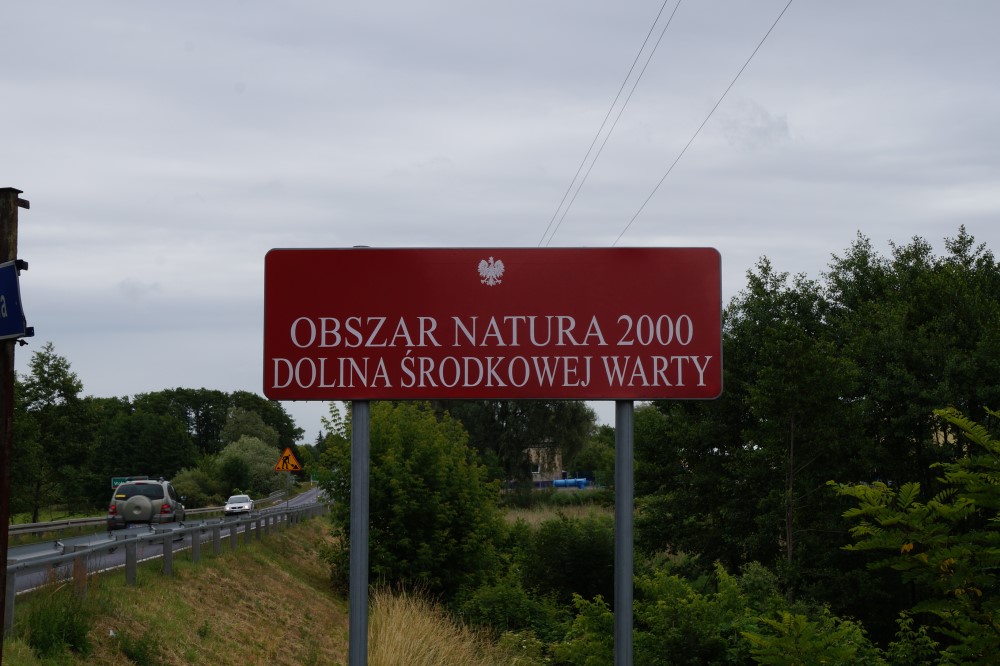 OBSZAR NATURA 2000
DOLINA ŚRODKOWEJ WARTY